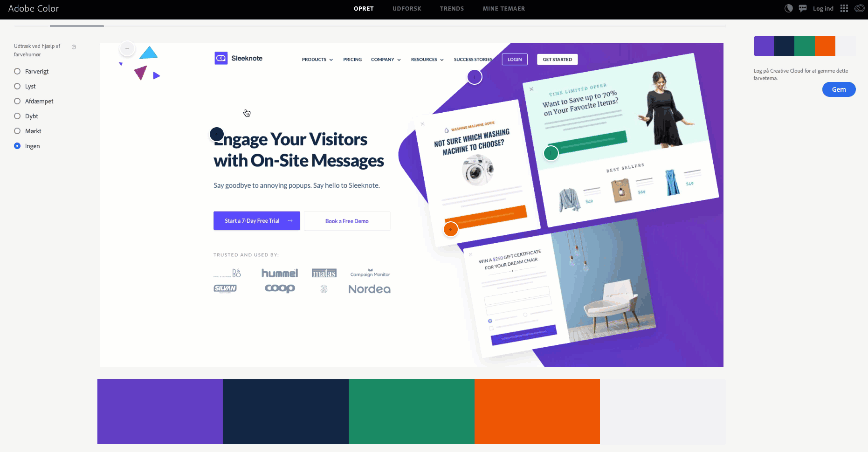 Adobe Color
OPRET
UDFORSK
TRENDS
MINE TEMAER
Log ind
Udtræk ved hjælp af
farvehumør
Farverigt
Lyst
Afdæmpet
Dybt
Mørkt
Ingen
Sleeknote
PRODUCTS
PRICING
COMPANY
RESOURCES
SUCCESS STORIES
LOGIN
GET STARTED
Engage Your Visitors
with On-Site Messages
Say goodbye to annoying popups. Say hello to Sleeknote.
Start a 7-Day Free Trial →
Book a Free Demo
TRUSTED AND USED BY
hummel
matas
Campaign Monitor
SILVAN
coop
Nordea
WASHING MACHINE GUIDE
NOT SURE WHICH WASHING
MACHINE TO CHOOSE?
TIME LIMITED OFFER
Want to Save up to 70%
on Your Favorite Items?
BEST SELLERS
$49
WIN A $250 GIFT CERTIFICATE
FOR YOUR DREAM CHAIR
Log på Creative Cloud for at gemme dette
farvetema.
Gem